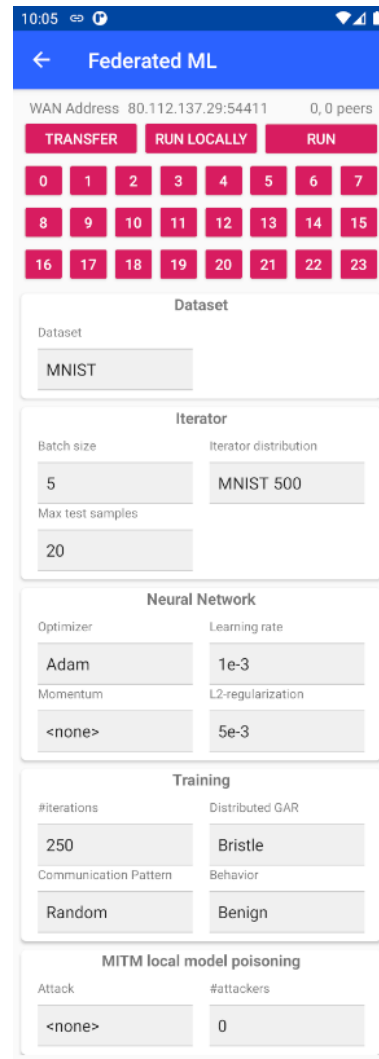 10:05
Federated ML
WAN Address 80.112.137.29:54411 0, 0 peers
TRANSFER RUN LOCALLY RUN
0 1 2 3 4 5 6 7
8 9 10 11 12 13 14 15
16 17 18 19 20 21 22 23
Dataset
Dataset
MNIST
Iterator
Batch size Iterator distribution
5 MNIST 500
Max test samples
20
Neural Network
Optimizer Learning rate
Adam 1e-3
Momentum L2-regularization
<none> 5e-3
Training
#iterations Distributed GAR
250 Bristle
Communication Pattern Behavior
Random Benign
MITM local model poisoning
Attack #attackers
<none> 0